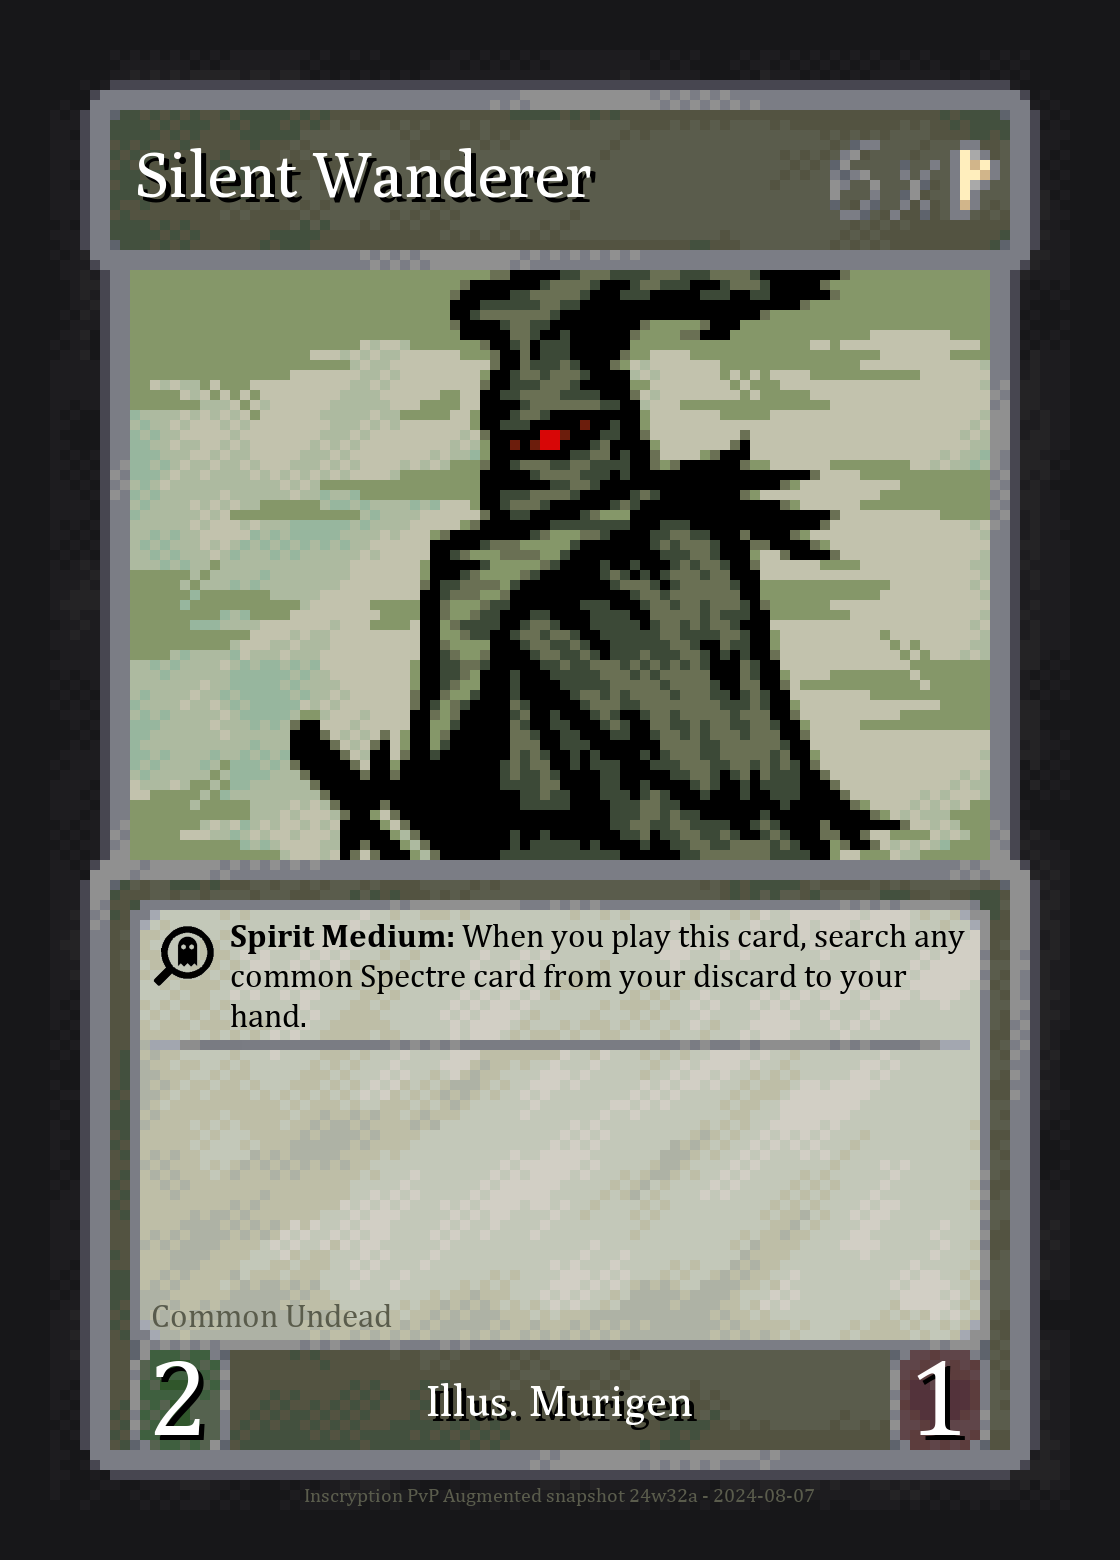 Silent Wanderer
6x
Spirit Medium: When you play this card, search any
common Spectre card from your discard to your
hand.
Common Undead
2
Illus. Murigen
1
Inscryption PvP Augmented snapshot 24w32a - 2024-08-07